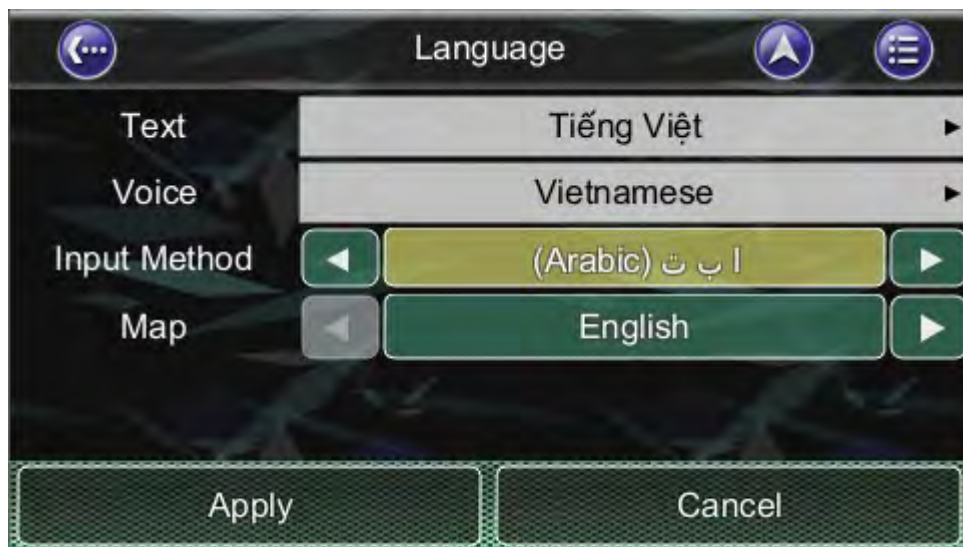 Language
Text
Tiếng Việt
Voice
Vietnamese
Input Method
ا ب ت (Arabic)
Map
English
Apply
Cancel